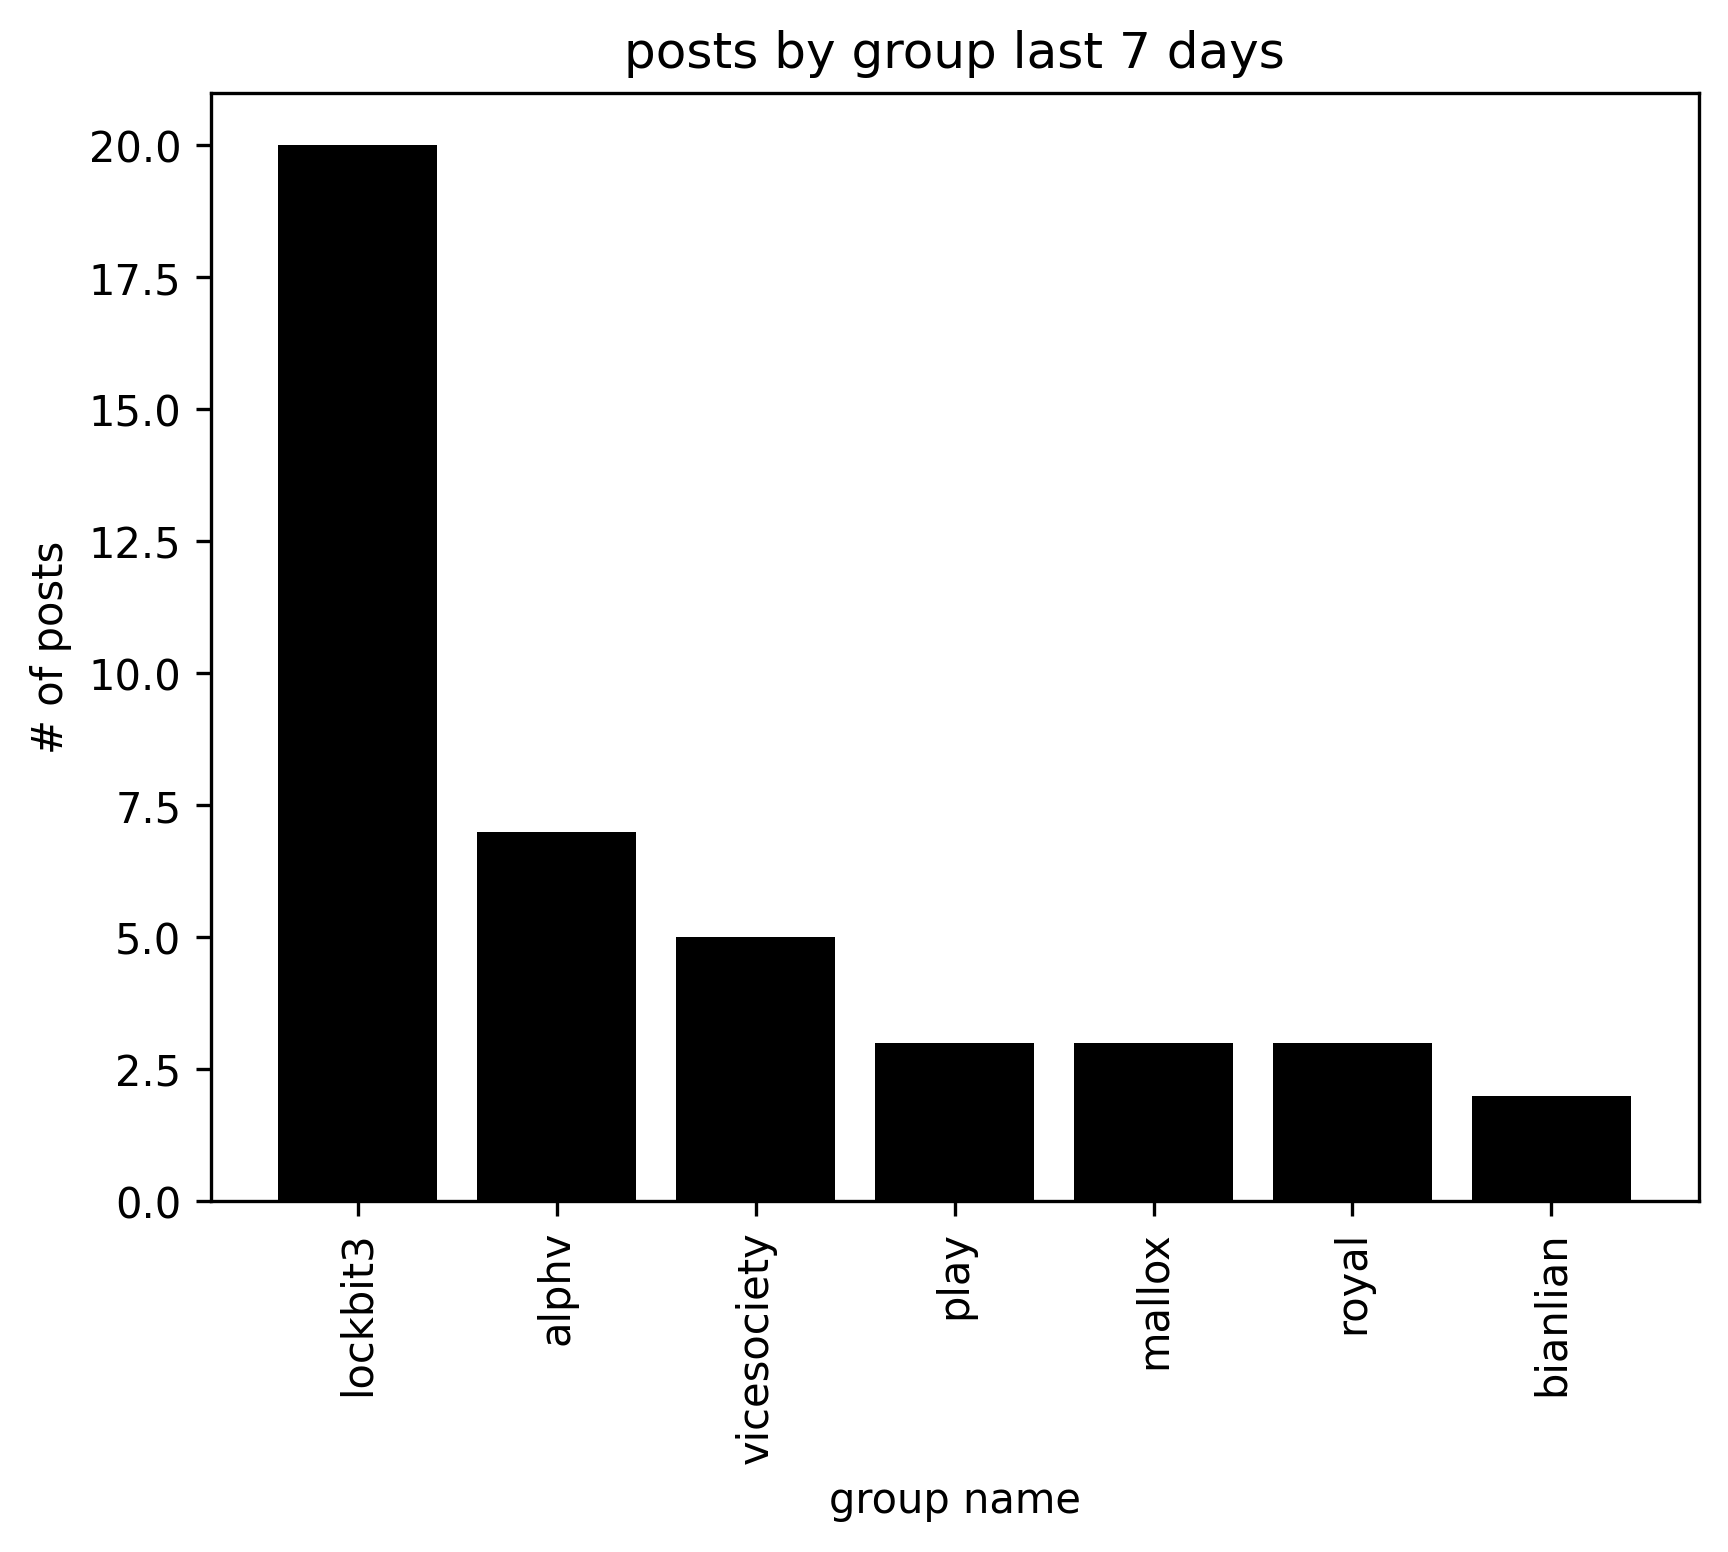 posts by group last 7 days
20.0
17.5
15.0
12.5
10.0
7.5
5.0
2.5
0.0
# of posts
lockbit3
alphv
vicesociety
play
mallox
royal
bianlian
group name